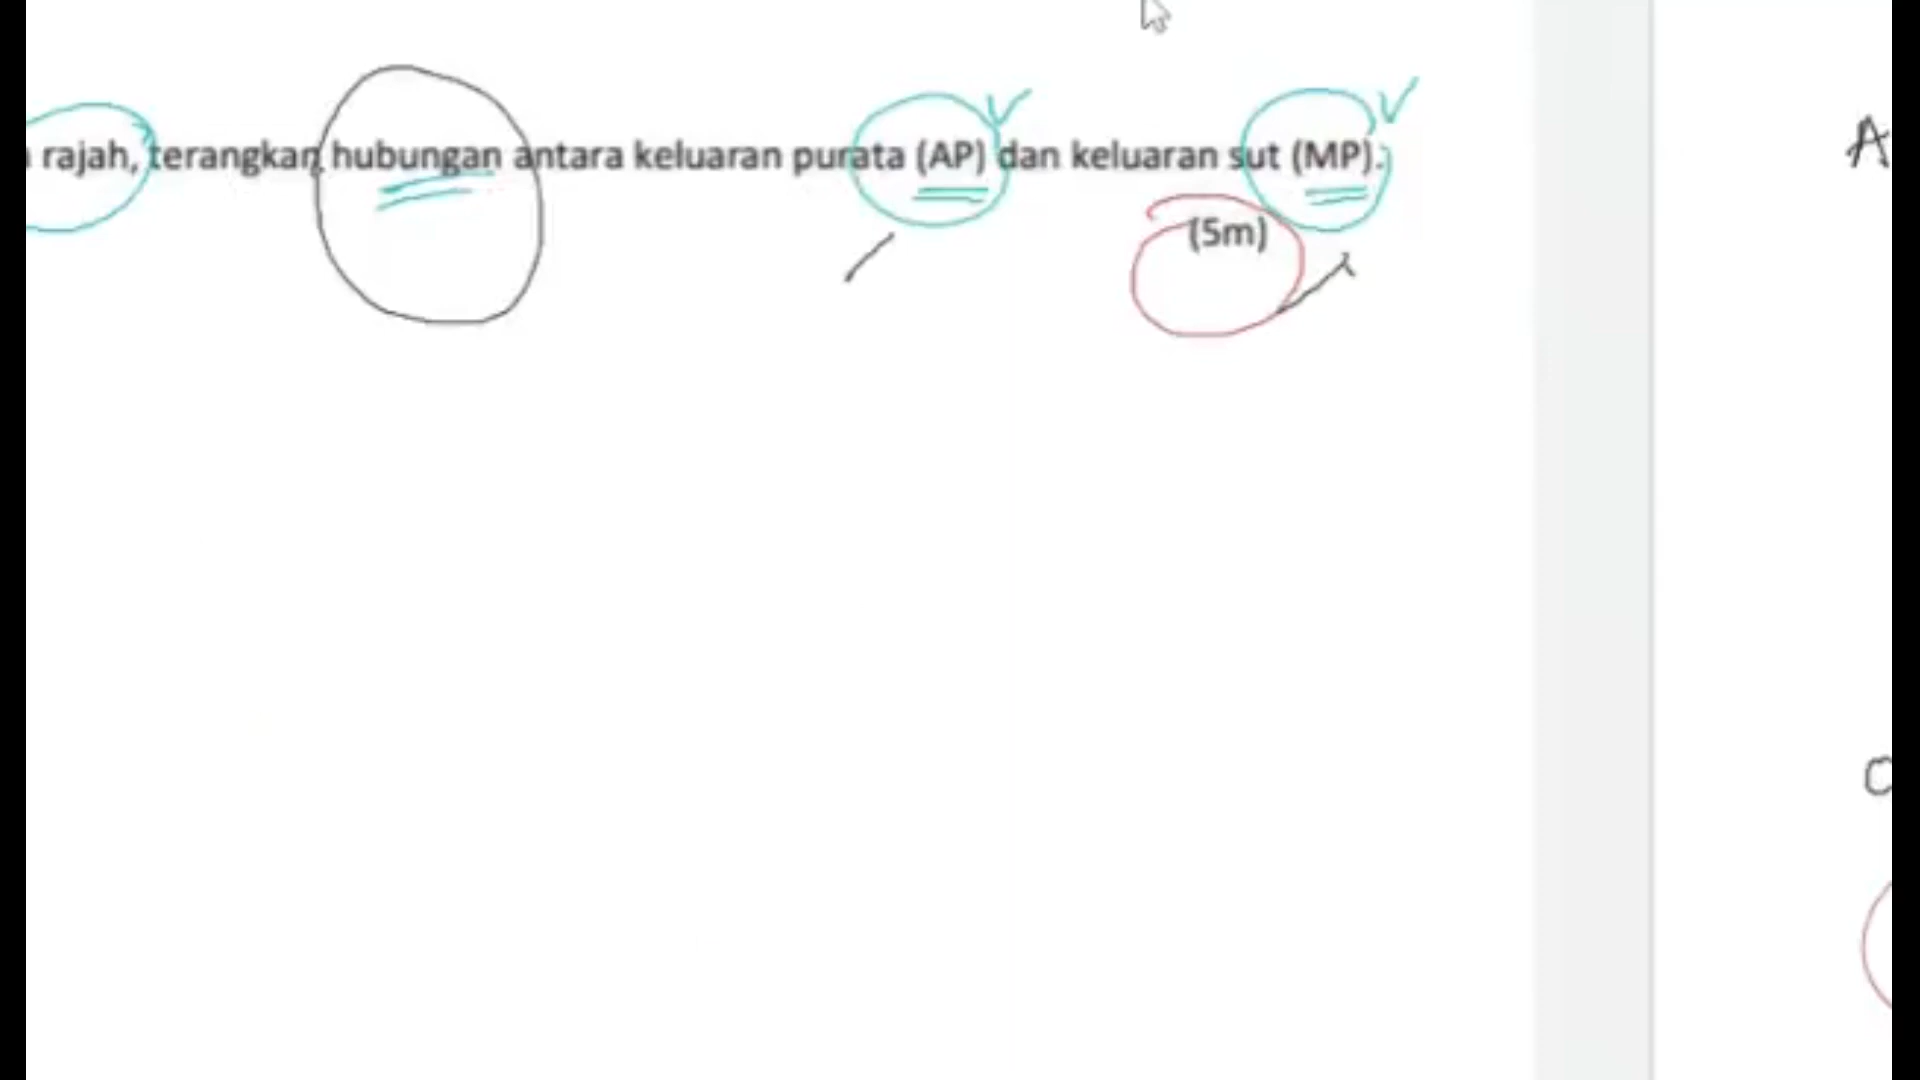 rajah, terangkan hubungan antara keluaran purata (AP) dan keluaran sut (MP).
(5m)
A